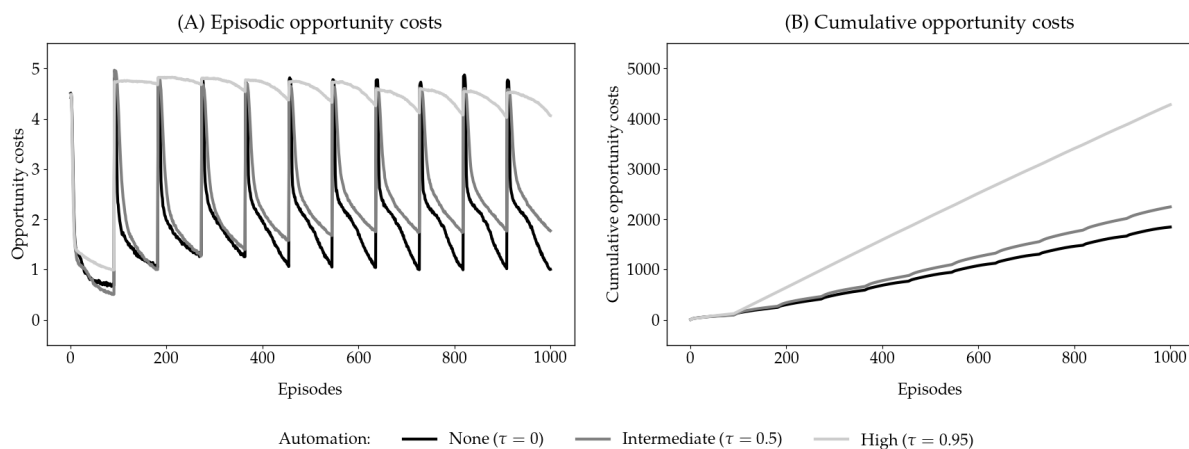 (A) Episodic opportunity costs
Opportunity costs
5
4
3
2
1
0
0 200 400 600 800 1000
Episodes
(B) Cumulative opportunity costs
Cumulative opportunity costs
5000
4000
3000
2000
1000
0
0 200 400 600 800 1000
Episodes
Automation: None (τ = 0) Intermediate (τ = 0.5) High (τ = 0.95)